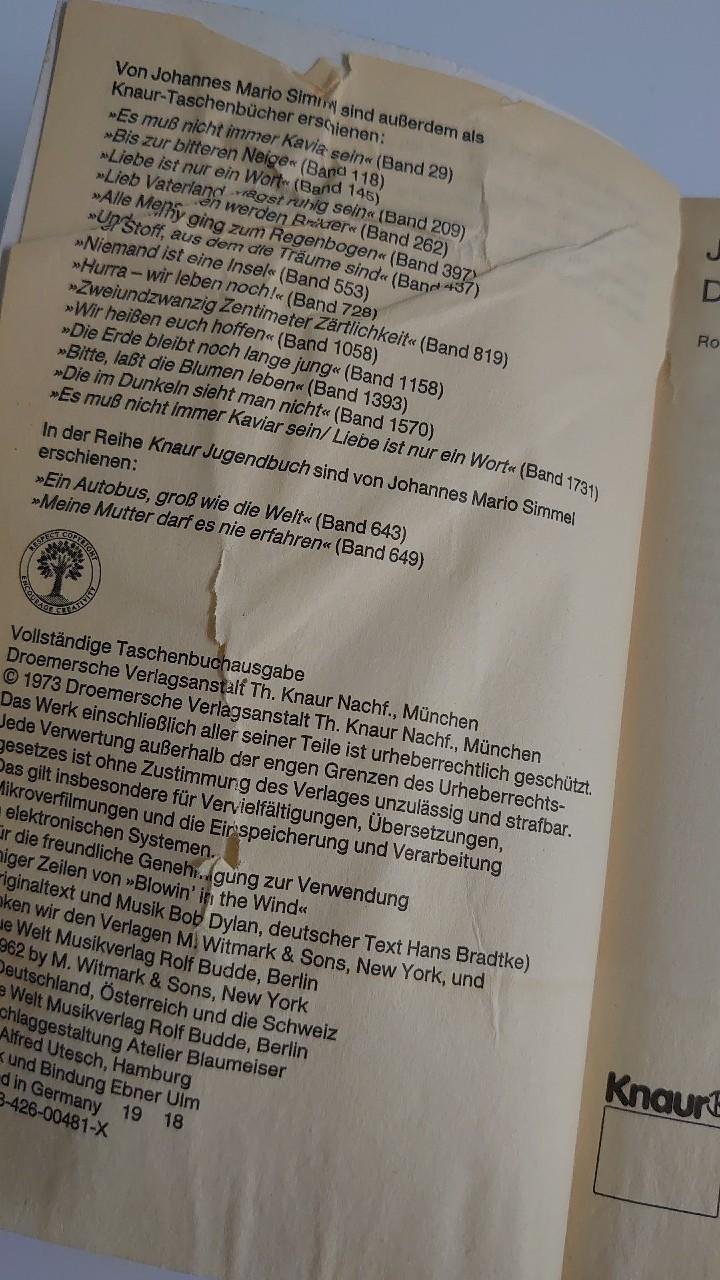 Von Johannes Mario Simmel sind außerdem als
Knaur-Taschenbücher erschienen:
»Es muß nicht immer Kaviar sein« (Band 29)
»Bis zur bitteren Neige« (Band 118)
»Liebe ist nur ein Wort« (Band 145)
»Lieb Vaterland magst ruhig sein« (Band 209)
»Alle Menschen werden Brüder« (Band 262)
»Und Jimmy ging zum Regenbogen« (Band 397)
Stoff, aus dem die Träume sind« (Band 437)
»Niemand ist eine Insel« (Band 553)
»Hurra – wir leben noch!« (Band 728)
»Zweiundzwanzig Zentimeter Zärtlichkeit« (Band 819)
»Wir heißen euch hoffen« (Band 1058)
»Die Erde bleibt noch lange jung« (Band 1158)
»Bitte, laßt die Blumen leben« (Band 1393)
»Die im Dunkeln sieht man nicht« (Band 1570)
»Es muß nicht immer Kaviar sein/ Liebe ist nur ein Wort« (Band 1731)
In der Reihe Knaur Jugendbuch sind von Johannes Mario Simmel
erschienen:
»Ein Autobus, groß wie die Welt« (Band 643)
»Meine Mutter darf es nie erfahren« (Band 649)
RESPECT COPYRIGHT
ENCOURAGE CREATIVITY
Vollständige Taschenbuchausgabe
Droemersche Verlagsanstalt Th. Knaur Nachf., München
© 1973 Droemersche Verlagsanstalt Th. Knaur Nachf., München
Das Werk einschließlich aller seiner Teile ist urheberrechtlich geschützt.
Jede Verwertung außerhalb der engen Grenzen des Urheberrechts-
gesetzes ist ohne Zustimmung des Verlages unzulässig und strafbar.
Das gilt insbesondere für Vervielfältigungen, Übersetzungen,
Mikroverfilmungen und die Einspeicherung und Verarbeitung
elektronischen Systemen.
ür die freundliche Genehmigung zur Verwendung
niger Zeilen von »Blowin' in the Wind«
riginaltext und Musik Bob Dylan, deutscher Text Hans Bradtke)
nken wir den Verlagen M. Witmark & Sons, New York, und
ue Welt Musikverlag Rolf Budde, Berlin
962 by M. Witmark & Sons, New York
Deutschland, Österreich und die Schweiz
e Welt Musikverlag Rolf Budde, Berlin
chlaggestaltung Atelier Blaumeiser
Alfred Utesch, Hamburg
k und Bindung Ebner Ulm
d in Germany 19 18
3-426-00481-X
J
D
Ro
Knaur